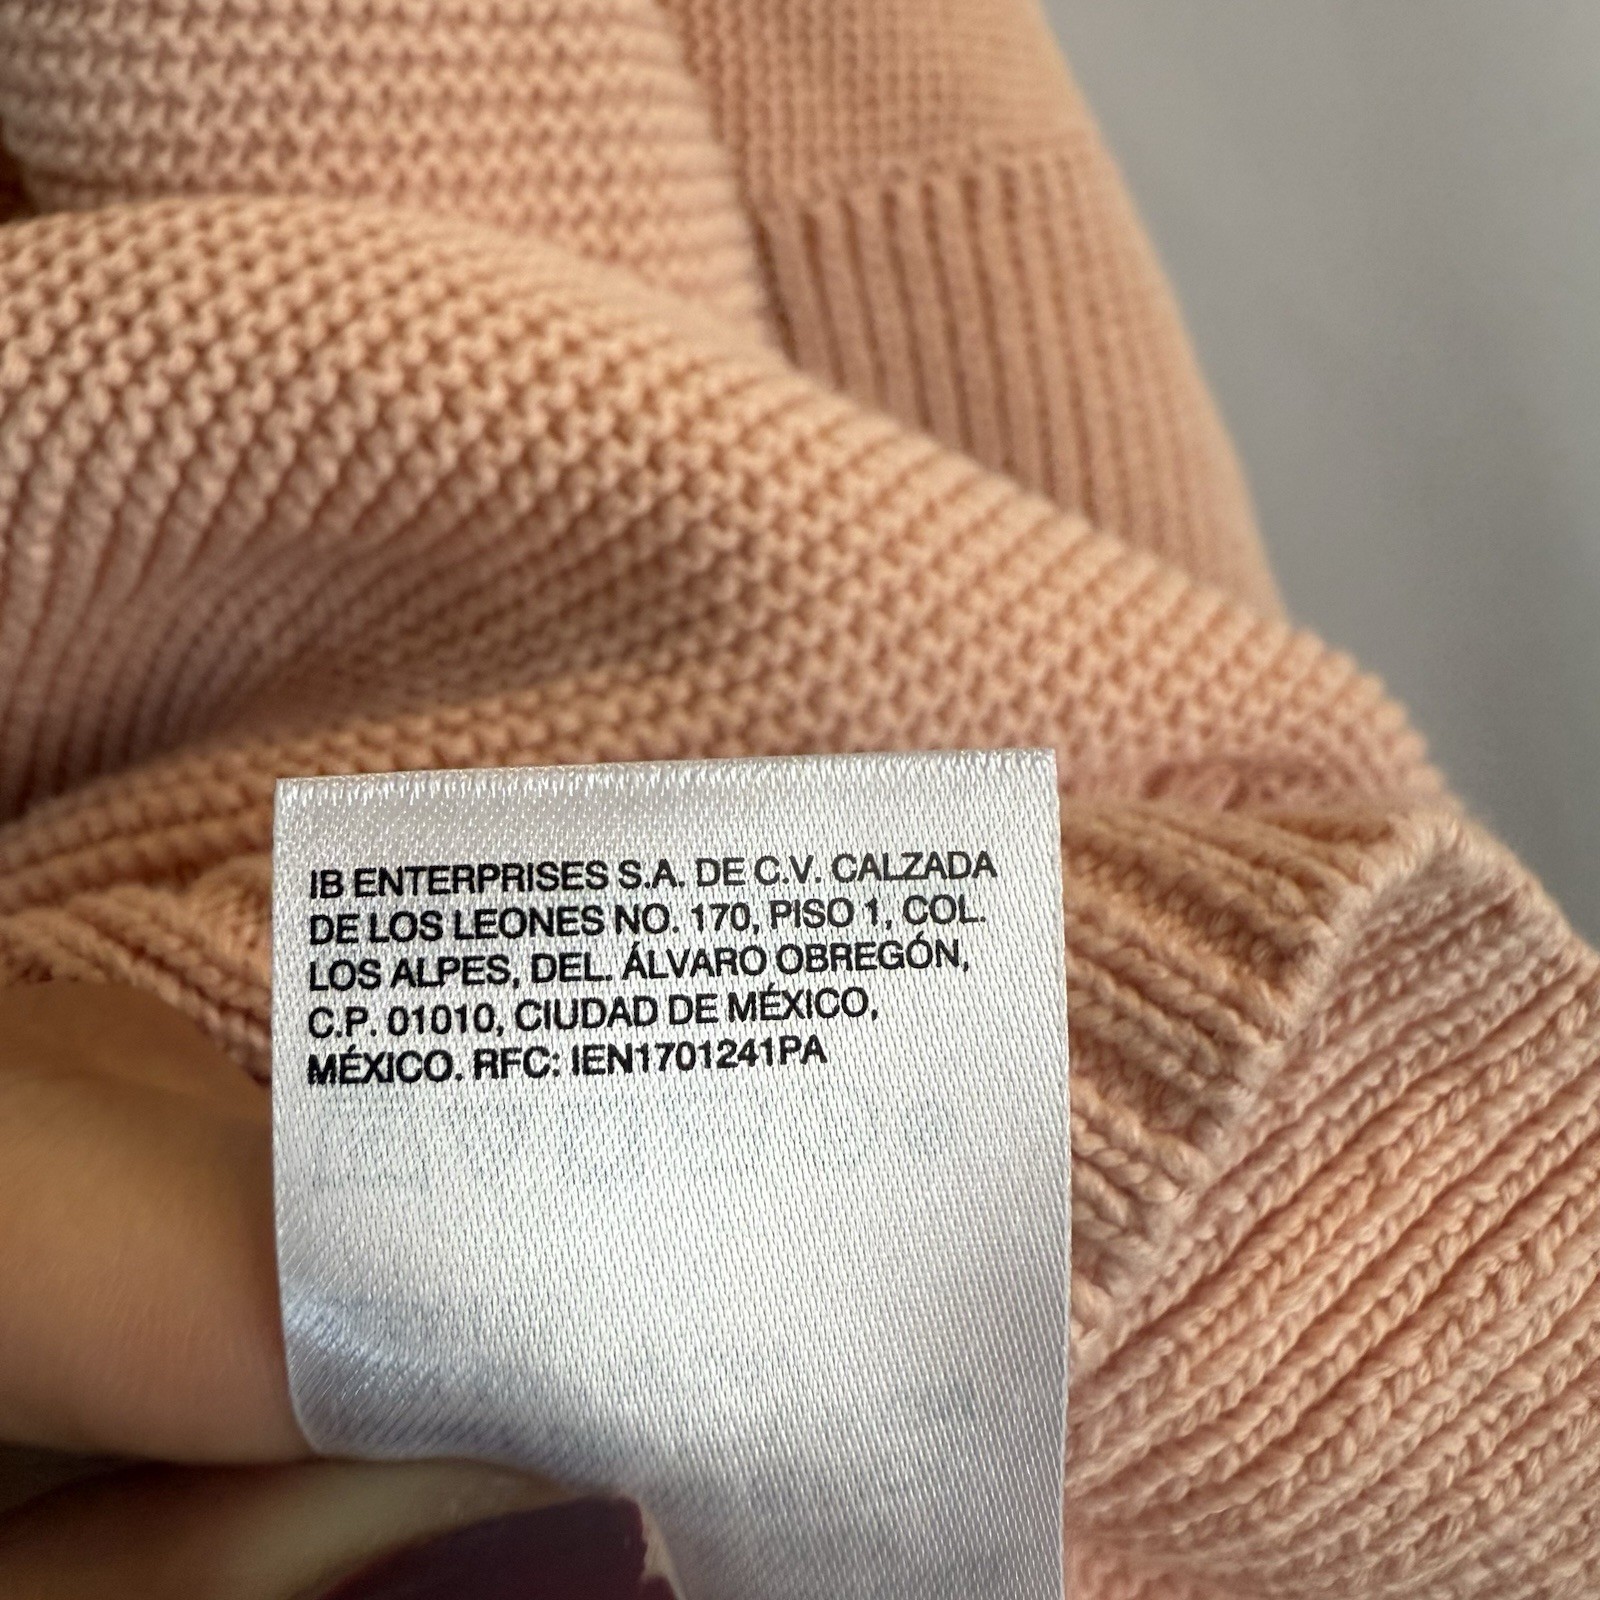 IB ENTERPRISES S.A. DE C.V. CALZADA
DE LOS LEONES NO. 170, PISO 1, COL.
LOS ALPES, DEL. ÁLVARO OBREGÓN,
C.P. 01010, CIUDAD DE MÉXICO,
MÉXICO. RFC: IEN1701241PA